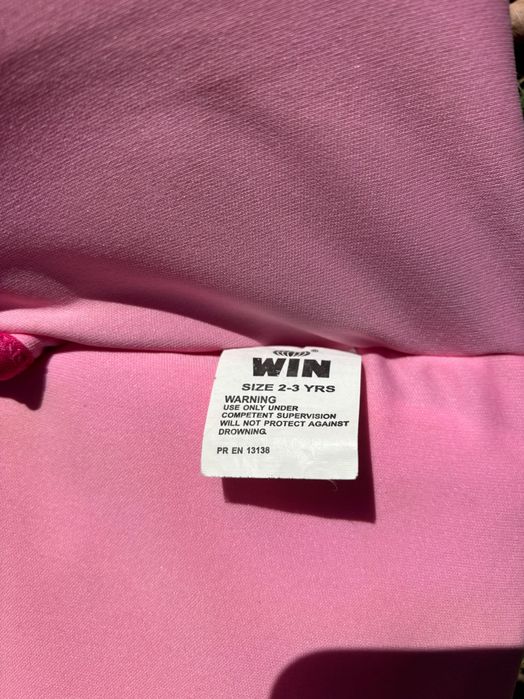 WIN®
SIZE 2-3 YRS
WARNING
USE ONLY UNDER
COMPETENT SUPERVISION
WILL NOT PROTECT AGAINST
DROWNING.
PR EN 13138